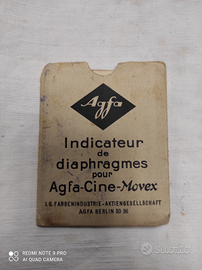 Agfa
Indicateur
de
diaphragmes
pour
Agfa-Cine-Movex
I.G. FARBENINDUSTRIE-AKTIENGESELLSCHAFT
AGFA BERLIN SO 36
REDMI NOTE 9 PRO
AI QUAD CAMERA
subito